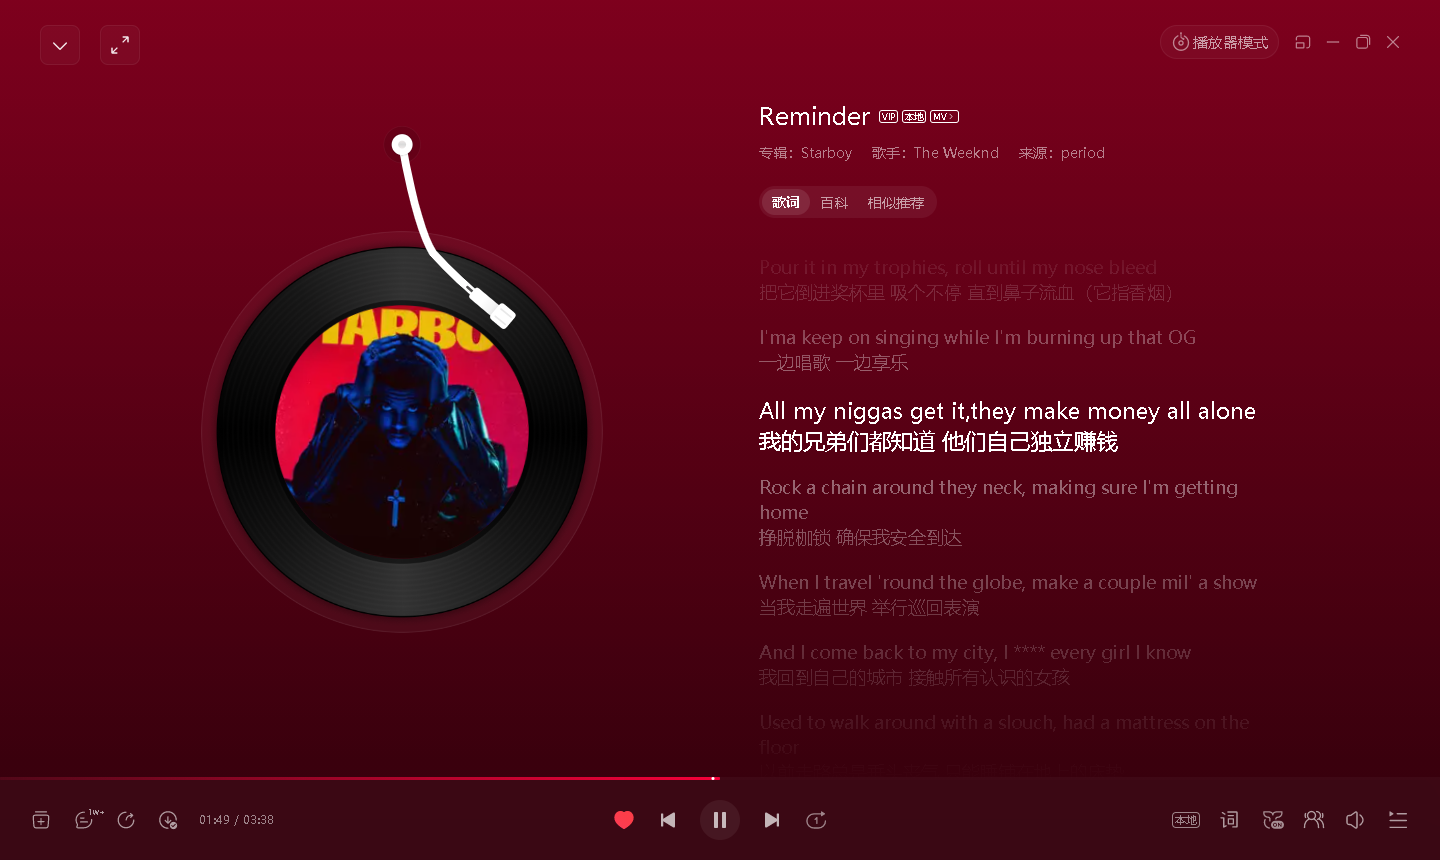 播放器模式
Reminder VIP 本地 MV
专辑：Starboy 歌手：The Weeknd 来源：period
歌词 百科 相似推荐
Pour it in my trophies, roll until my nose bleed
把它倒进奖杯里 吸个不停 直到鼻子流血（它指香烟）
I'ma keep on singing while I'm burning up that OG
一边唱歌 一边享乐
All my niggas get it,they make money all alone
我的兄弟们都知道 他们自己独立赚钱
Rock a chain around they neck, making sure I'm getting
home
挣脱枷锁 确保我安全到达
When I travel 'round the globe, make a couple mil' a show
当我走遍世界 举行巡回表演
And I come back to my city, I **** every girl I know
我回到自己的城市 接触所有认识的女孩
Used to walk around with a slouch, had a mattress on the
floor
TARBO
1W+
01:49 / 03:38
1
本地 词 ON